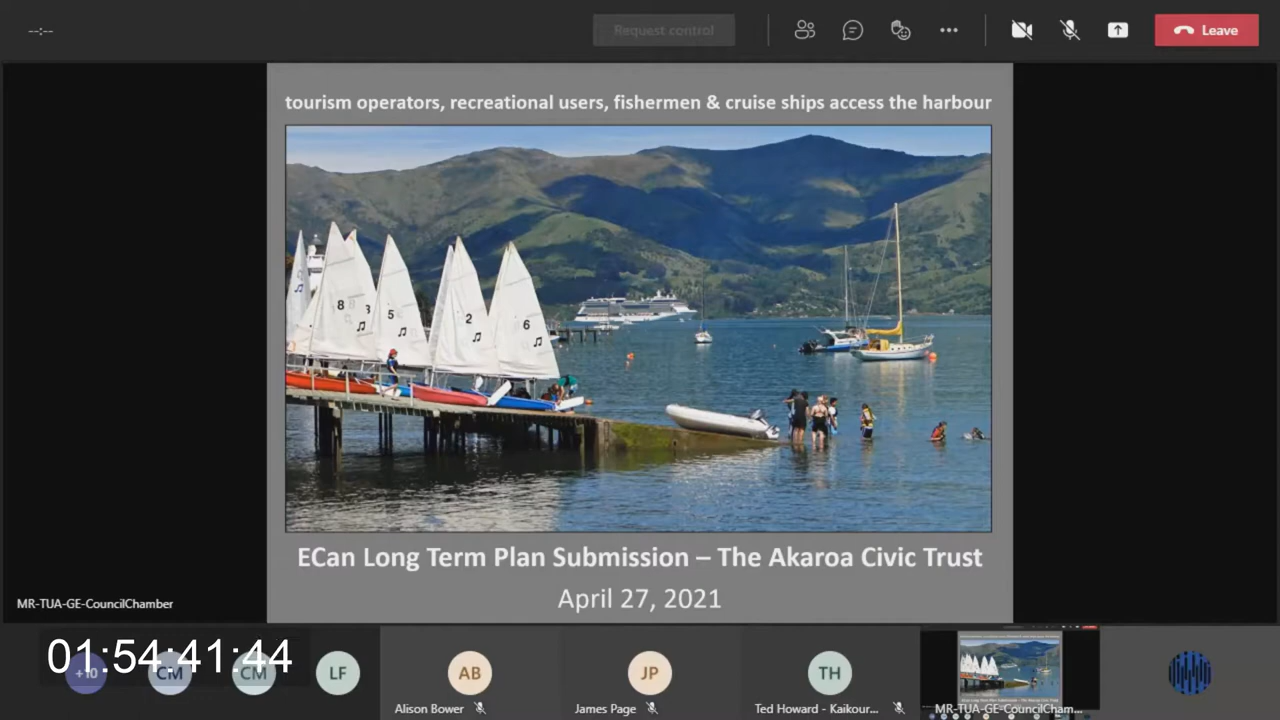 --:--
Request control
Leave
tourism operators, recreational users, fishermen & cruise ships access the harbour
8
8
3
5
2
6
ECan Long Term Plan Submission – The Akaroa Civic Trust
April 27, 2021
MR-TUA-GE-CouncilChamber
01:54:41:44
+10
CM
CM
LF
AB
JP
TH
Alison Bower
James Page
Ted Howard - Kaikour...
MR-TUA-GE-CouncilCham...